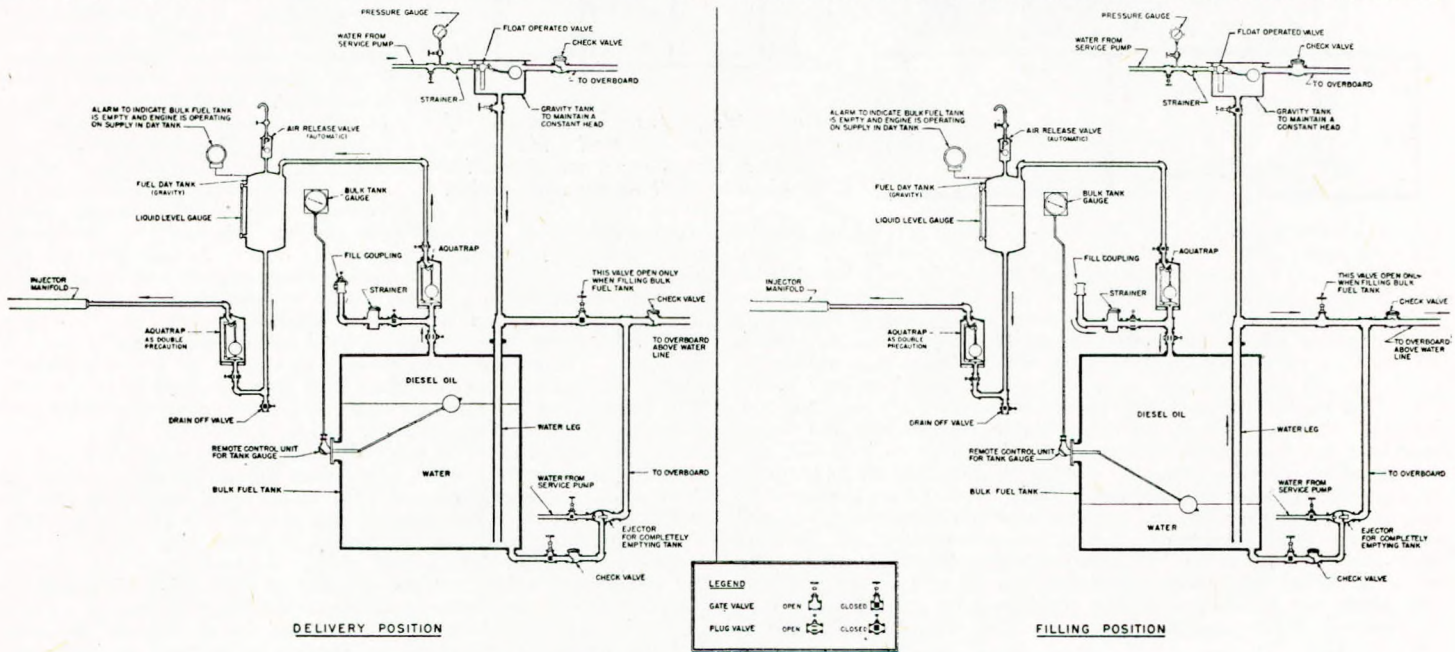 PRESSURE GAUGE
WATER FROM
SERVICE PUMP
FLOAT OPERATED VALVE
CHECK VALVE
TO OVERBOARD
STRAINER
GRAVITY TANK
TO MAINTAIN A
CONSTANT HEAD
ALARM TO INDICATE BULK FUEL TANK
IS EMPTY AND ENGINE IS OPERATING
ON SUPPLY IN DAY TANK
AIR RELEASE VALVE
(AUTOMATIC)
FUEL DAY TANK
(GRAVITY)
BULK TANK
GAUGE
LIQUID LEVEL GAUGE
AQUATRAP
FILL COUPLING
THIS VALVE OPEN ONLY
WHEN FILLING BULK
FUEL TANK
INJECTOR
MANIFOLD
STRAINER
CHECK VALVE
AQUATRAP
AS DOUBLE
PRECAUTION
TO OVERBOARD
ABOVE WATER
LINE
DIESEL OIL
DRAIN OFF VALVE
WATER LEG
REMOTE CONTROL UNIT
FOR TANK GAUGE
WATER
TO OVERBOARD
BULK FUEL TANK
WATER FROM
SERVICE PUMP
EJECTOR
FOR COMPLETELY
EMPTYING TANK
CHECK VALVE
DELIVERY POSITION
PRESSURE GAUGE
WATER FROM
SERVICE PUMP
FLOAT OPERATED VALVE
CHECK VALVE
TO OVERBOARD
STRAINER
GRAVITY TANK
TO MAINTAIN A
CONSTANT HEAD
ALARM TO INDICATE BULK FUEL TANK
IS EMPTY AND ENGINE IS OPERATING
ON SUPPLY IN DAY TANK
AIR RELEASE VALVE
(AUTOMATIC)
FUEL DAY TANK
(GRAVITY)
BULK TANK
GAUGE
LIQUID LEVEL GAUGE
AQUATRAP
FILL COUPLING
THIS VALVE OPEN ONLY
WHEN FILLING BULK
FUEL TANK
INJECTOR
MANIFOLD
STRAINER
CHECK VALVE
AQUATRAP
AS DOUBLE
PRECAUTION
TO OVERBOARD
ABOVE WATER
LINE
DIESEL OIL
DRAIN OFF VALVE
WATER LEG
REMOTE CONTROL UNIT
FOR TANK GAUGE
TO OVERBOARD
BULK FUEL TANK
WATER FROM
SERVICE PUMP
WATER
EJECTOR
FOR COMPLETELY
EMPTYING TANK
CHECK VALVE
FILLING POSITION
LEGEND
GATE VALVE OPEN CLOSED
PLUG VALVE OPEN CLOSED